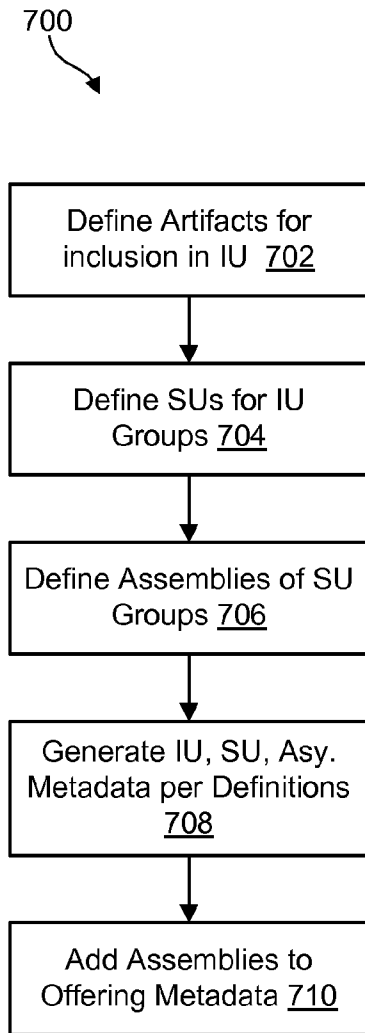 700
Define Artifacts for
inclusion in IU 702
Define SUs for IU
Groups 704
Define Assemblies of SU
Groups 706
Generate IU, SU, Asy.
Metadada per Definitions
708
Add Assemblies to
Offering Metadata 710